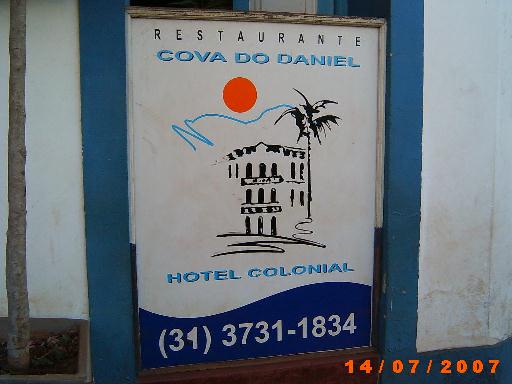 RESTAURANTE
COVA DO DANIEL
HOTEL COLONIAL
(31) 3731-1834
14/07/2007